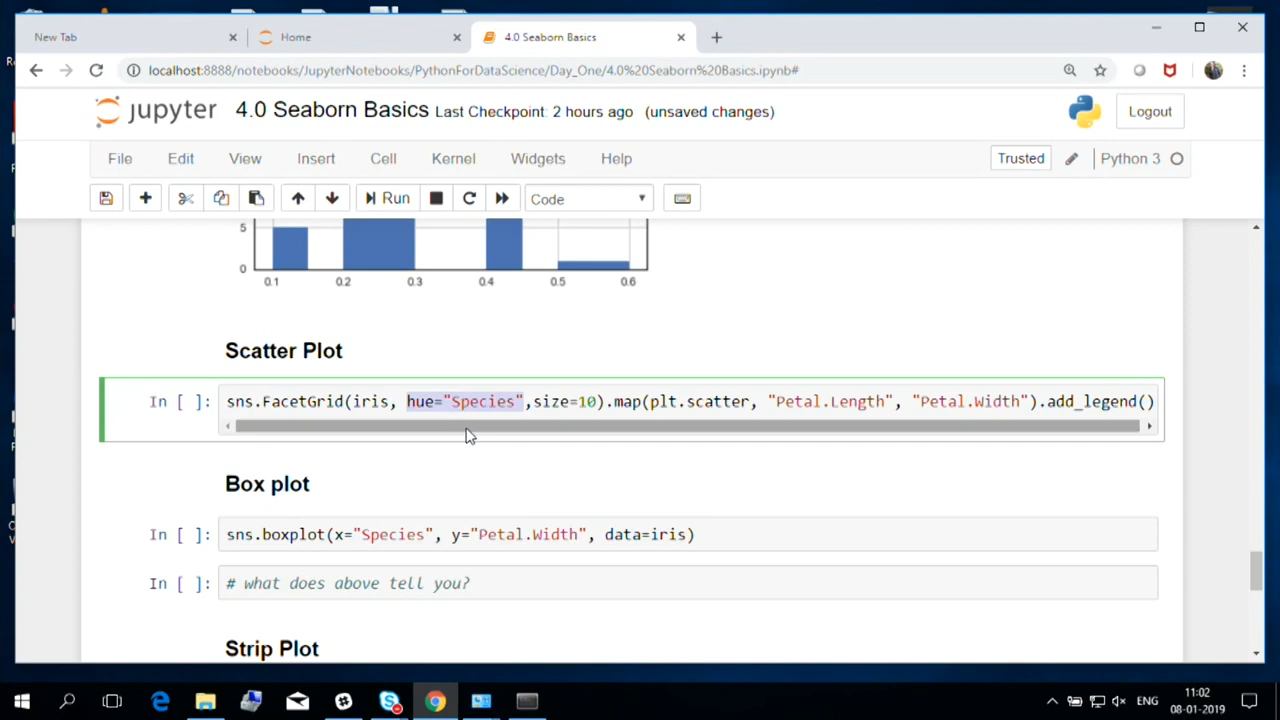 New Tab
Home
4.0 Seaborn Basics
localhost:8888/notebooks/JupyterNotebooks/PythonForDataScience/Day_One/4.0%20Seaborn%20Basics.ipynb#
jupyter 4.0 Seaborn Basics Last Checkpoint: 2 hours ago (unsaved changes)
Logout
File Edit View Insert Cell Kernel Widgets Help
Trusted
Python 3
Run
Code
5
0
0.1 0.2 0.3 0.4 0.5 0.6
Scatter Plot
In [ ]: sns.FacetGrid(iris, hue="Species",size=10).map(plt.scatter, "Petal.Length", "Petal.Width").add_legend()
Box plot
In [ ]: sns.boxplot(x="Species", y="Petal.Width", data=iris)
In [ ]: # what does above tell you?
Strip Plot
ENG
11:02
08-01-2019